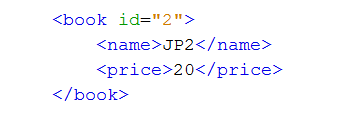 <book id="2">
    <name>JP2</name>
    <price>20</price>
</book>